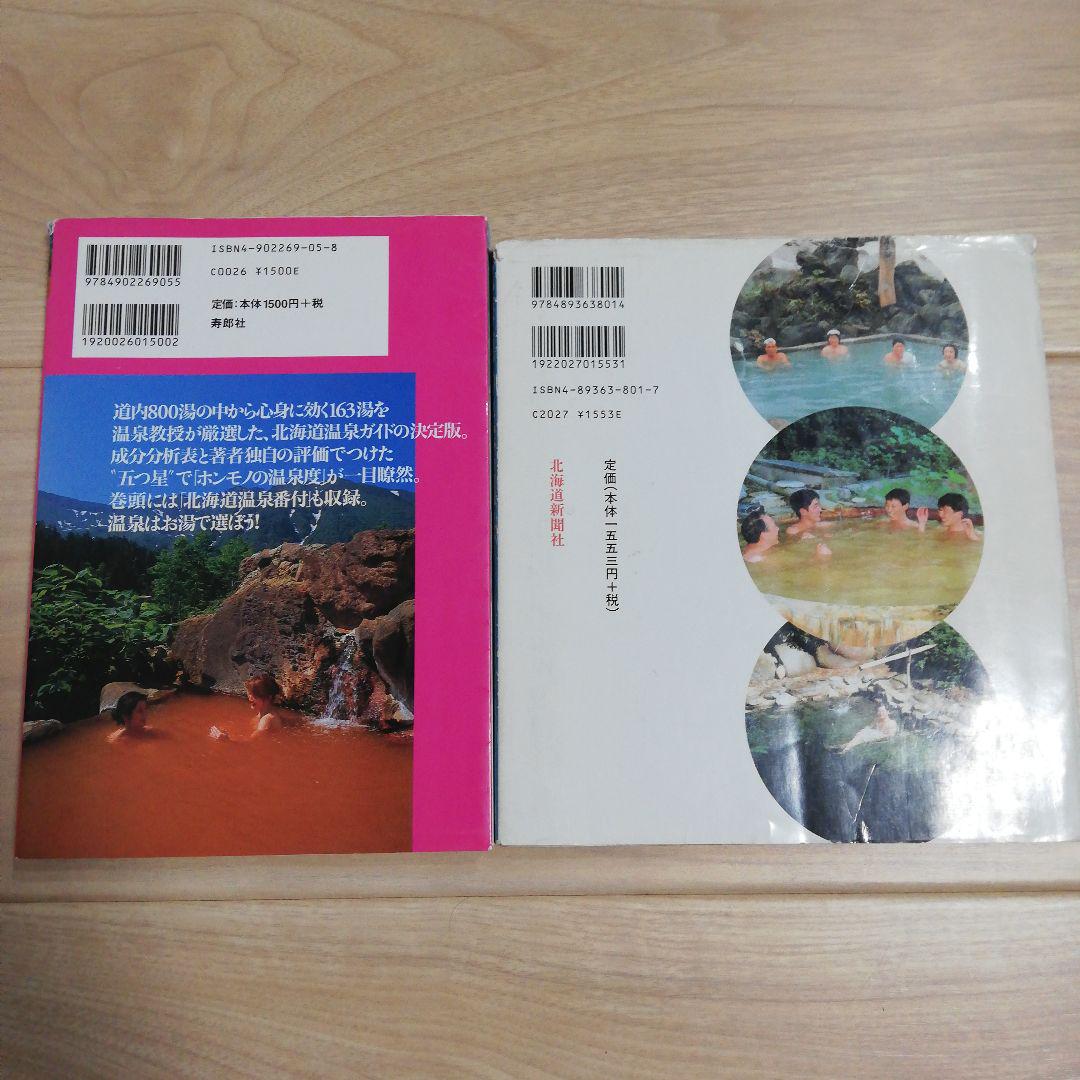 ISBN4-902269-05-8
9784902269055
C0026 ¥1500E
定価:本体1500円+税
寿郎社
1920026015002
道内800湯の中から心身に効く163湯を
温泉教授が厳選した、北海道温泉ガイドの決定版。
成分分析表と著者独自の評価でつけた
“五つ星”で「ホンモノの温泉度」が一目瞭然。
巻頭には「北海道温泉番付」も収録。
温泉はお湯で選ぼう!
9784893638014
1922027015531
ISBN4-89363-801-7
C2027 ¥1553E
定価(本体一五五三円+税)
北海道新聞社